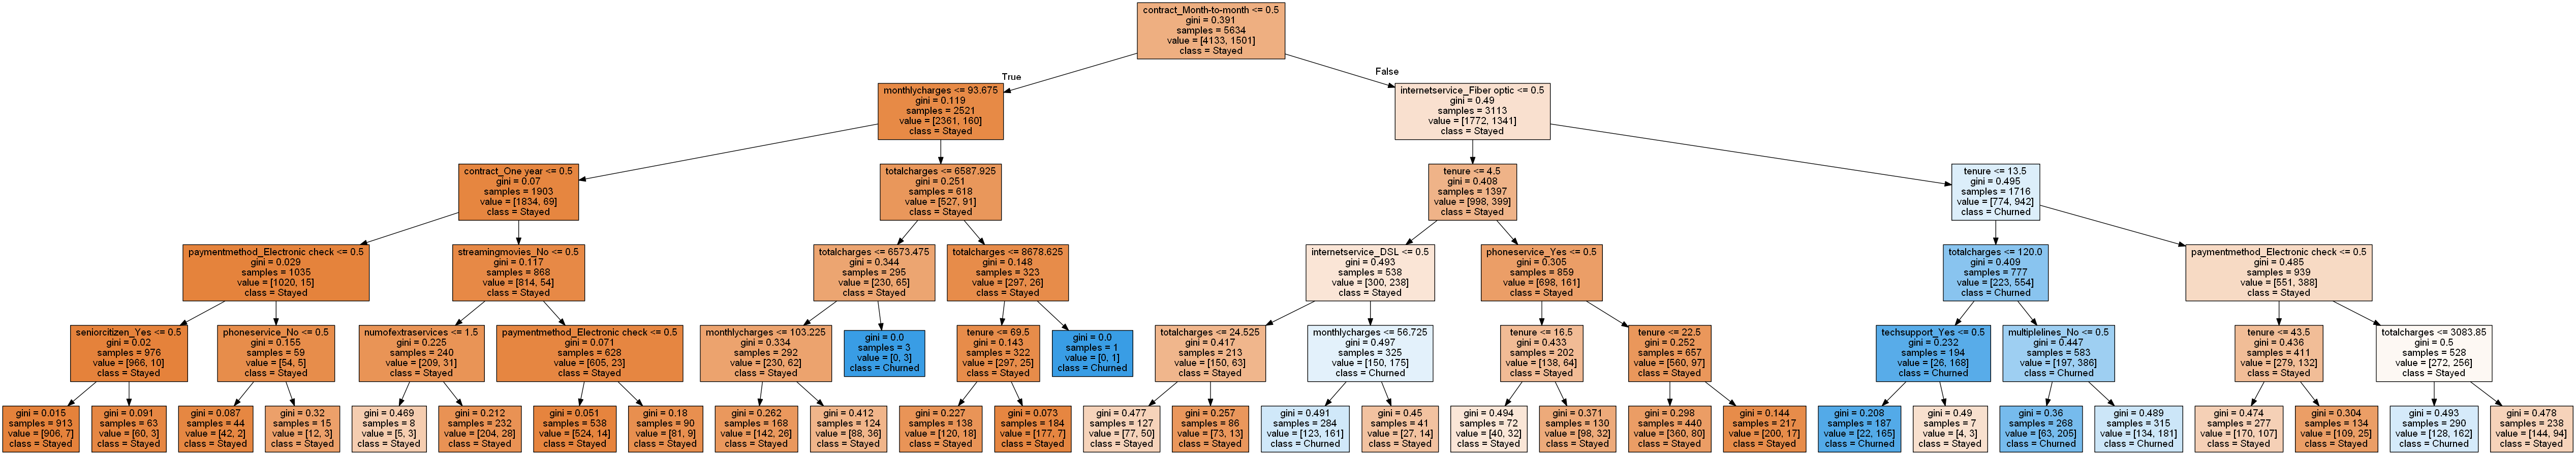 contract_Month-to-month <= 0.5
gini = 0.391
samples = 5634
value = [4133, 1501]
class = Stayed
True
False
monthlycharges <= 93.675
gini = 0.119
samples = 2521
value = [2361, 160]
class = Stayed
internetservice_Fiber optic <= 0.5
gini = 0.49
samples = 3113
value = [1772, 1341]
class = Stayed
contract_One year <= 0.5
gini = 0.07
samples = 1903
value = [1834, 69]
class = Stayed
totalcharges <= 6587.925
gini = 0.251
samples = 618
value = [527, 91]
class = Stayed
tenure <= 4.5
gini = 0.408
samples = 1397
value = [998, 399]
class = Stayed
tenure <= 13.5
gini = 0.495
samples = 1716
value = [774, 942]
class = Churned
paymentmethod_Electronic check <= 0.5
gini = 0.029
samples = 1035
value = [1020, 15]
class = Stayed
streamingmovies_No <= 0.5
gini = 0.117
samples = 868
value = [814, 54]
class = Stayed
totalcharges <= 6573.475
gini = 0.344
samples = 295
value = [230, 65]
class = Stayed
totalcharges <= 8678.625
gini = 0.148
samples = 323
value = [297, 26]
class = Stayed
internetservice_DSL <= 0.5
gini = 0.493
samples = 538
value = [300, 238]
class = Stayed
phoneservice_Yes <= 0.5
gini = 0.305
samples = 859
value = [698, 161]
class = Stayed
totalcharges <= 120.0
gini = 0.409
samples = 777
value = [223, 554]
class = Churned
paymentmethod_Electronic check <= 0.5
gini = 0.485
samples = 939
value = [551, 388]
class = Stayed
seniorcitizen_Yes <= 0.5
gini = 0.02
samples = 976
value = [966, 10]
class = Stayed
phoneservice_No <= 0.5
gini = 0.155
samples = 59
value = [54, 5]
class = Stayed
numofextraservices <= 1.5
gini = 0.225
samples = 240
value = [209, 31]
class = Stayed
paymentmethod_Electronic check <= 0.5
gini = 0.071
samples = 628
value = [605, 23]
class = Stayed
monthlycharges <= 103.225
gini = 0.334
samples = 292
value = [230, 62]
class = Stayed
gini = 0.0
samples = 3
value = [0, 3]
class = Churned
tenure <= 69.5
gini = 0.143
samples = 322
value = [297, 25]
class = Stayed
gini = 0.0
samples = 1
value = [0, 1]
class = Churned
totalcharges <= 24.525
gini = 0.417
samples = 213
value = [150, 63]
class = Stayed
monthlycharges <= 56.725
gini = 0.497
samples = 325
value = [150, 175]
class = Churned
tenure <= 16.5
gini = 0.433
samples = 202
value = [138, 64]
class = Stayed
tenure <= 22.5
gini = 0.252
samples = 657
value = [560, 97]
class = Stayed
techsupport_Yes <= 0.5
gini = 0.232
samples = 194
value = [26, 168]
class = Churned
multiplelines_No <= 0.5
gini = 0.447
samples = 583
value = [197, 386]
class = Churned
tenure <= 43.5
gini = 0.436
samples = 411
value = [279, 132]
class = Stayed
totalcharges <= 3083.85
gini = 0.5
samples = 528
value = [272, 256]
class = Stayed
gini = 0.015
samples = 913
value = [906, 7]
class = Stayed
gini = 0.091
samples = 63
value = [60, 3]
class = Stayed
gini = 0.087
samples = 44
value = [42, 2]
class = Stayed
gini = 0.32
samples = 15
value = [12, 3]
class = Stayed
gini = 0.469
samples = 8
value = [5, 3]
class = Stayed
gini = 0.212
samples = 232
value = [204, 28]
class = Stayed
gini = 0.051
samples = 538
value = [524, 14]
class = Stayed
gini = 0.18
samples = 90
value = [81, 9]
class = Stayed
gini = 0.262
samples = 168
value = [142, 26]
class = Stayed
gini = 0.412
samples = 124
value = [88, 36]
class = Stayed
gini = 0.227
samples = 138
value = [120, 18]
class = Stayed
gini = 0.073
samples = 184
value = [177, 7]
class = Stayed
gini = 0.477
samples = 127
value = [77, 50]
class = Stayed
gini = 0.257
samples = 86
value = [73, 13]
class = Stayed
gini = 0.491
samples = 284
value = [123, 161]
class = Churned
gini = 0.45
samples = 41
value = [27, 14]
class = Stayed
gini = 0.494
samples = 72
value = [40, 32]
class = Stayed
gini = 0.371
samples = 130
value = [98, 32]
class = Stayed
gini = 0.298
samples = 440
value = [360, 80]
class = Stayed
gini = 0.144
samples = 217
value = [200, 17]
class = Stayed
gini = 0.208
samples = 187
value = [22, 165]
class = Churned
gini = 0.49
samples = 7
value = [4, 3]
class = Stayed
gini = 0.36
samples = 268
value = [63, 205]
class = Churned
gini = 0.489
samples = 315
value = [134, 181]
class = Churned
gini = 0.474
samples = 277
value = [170, 107]
class = Stayed
gini = 0.304
samples = 134
value = [109, 25]
class = Stayed
gini = 0.493
samples = 290
value = [128, 162]
class = Churned
gini = 0.478
samples = 238
value = [144, 94]
class = Stayed